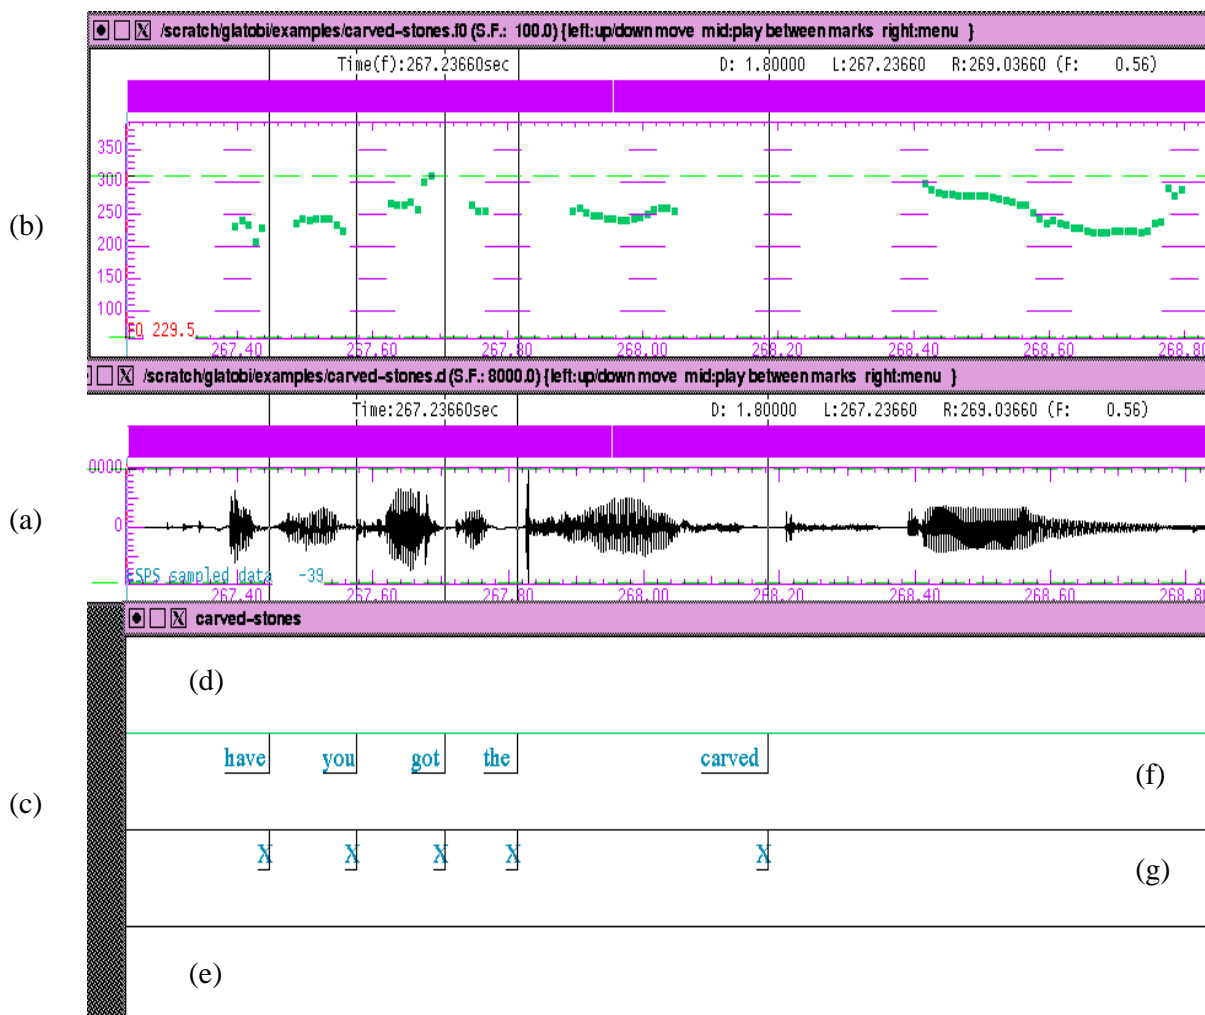 /scratch/glatobi/examples/carved-stones.f0 (S.F.: 100.0) {left:up/down move mid:play between marks right:menu }
Time(f):267.23660sec D: 1.80000 L:267.23660 R:269.03660 (F: 0.56)
350
300
(b)
250
200
150
100
F0 229.5
267.40 267.60 267.80 268.00 268.20 268.40 268.60 268.80
/scratch/glatobi/examples/carved-stones.d (S.F.: 8000.0) {left:up/down move mid:play between marks right:menu }
Time:267.23660sec D: 1.80000 L:267.23660 R:269.03660 (F: 0.56)
0000
(a) 0
ESPS sampled data -39
267.40 267.60 267.80 268.00 268.20 268.40 268.60 268.80
carved-stones
(d)
have you got the carved
(f)
(c)
X X X X X
(g)
(e)